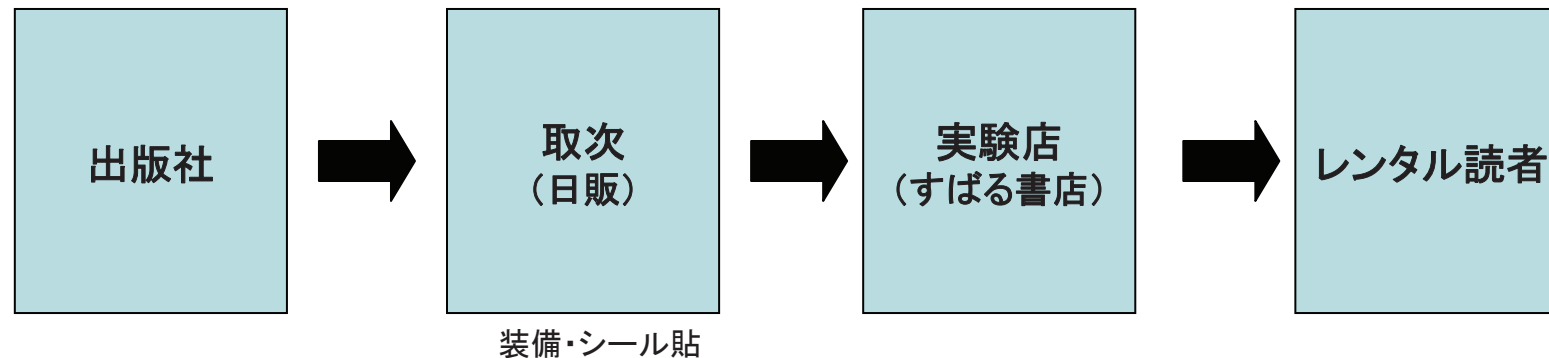 出版社
取次
（日販）
実験店
（すばる書店）
レンタル読者
装備・シール貼